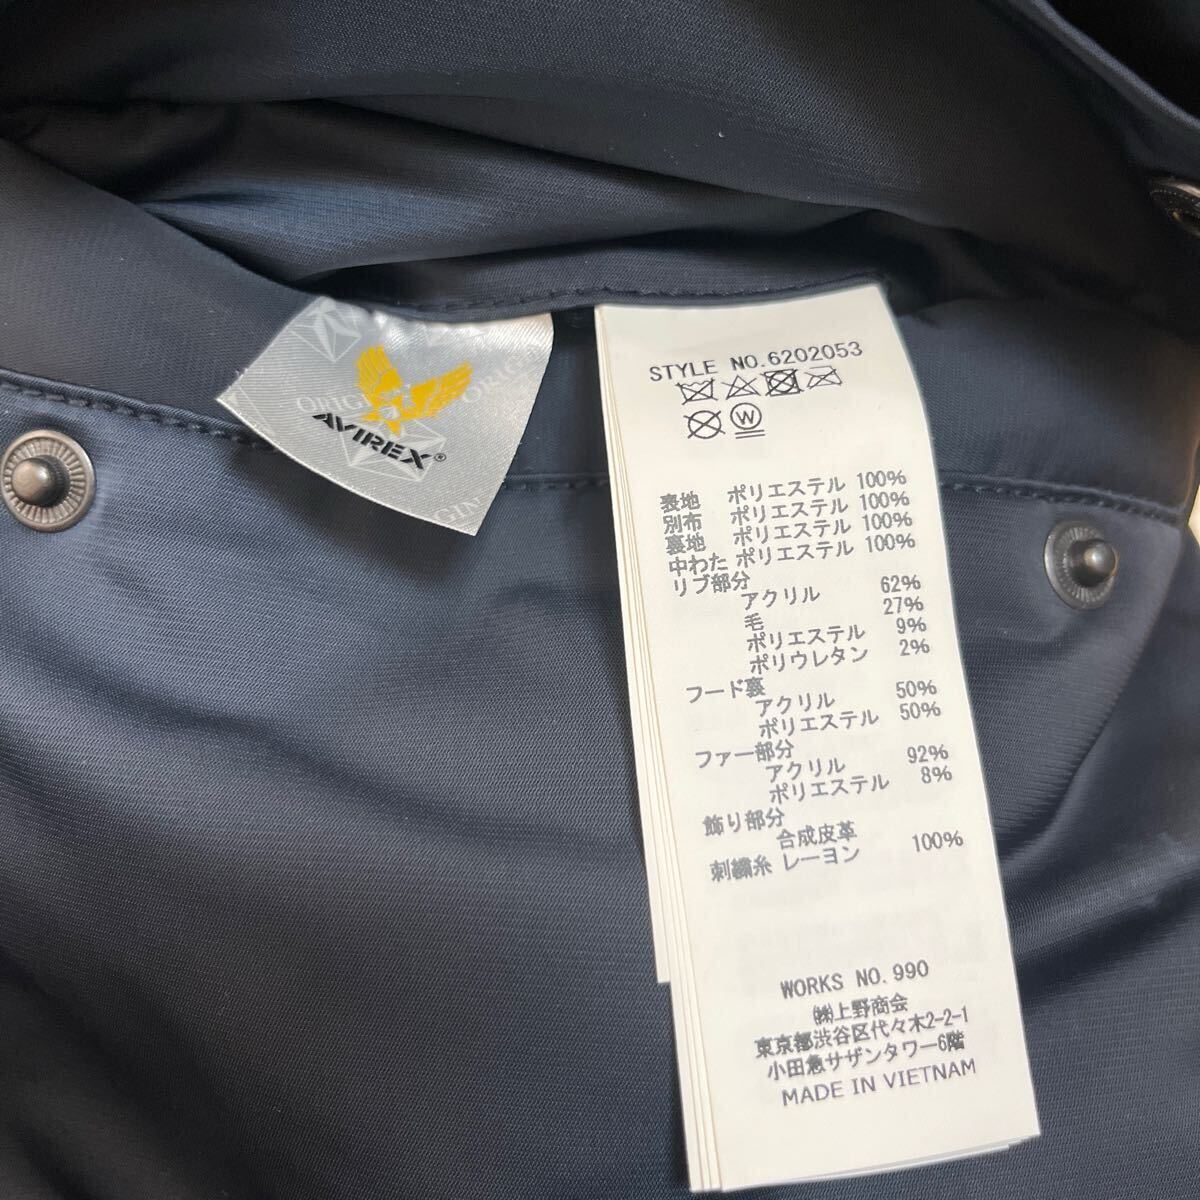 ORIG
ORIGI
AVIREX®
GIN
STYLE NO.6202053
W
表地 ポリエステル 100%
別布 ポリエステル 100%
裏地 ポリエステル 100%
中わた ポリエステル 100%
リブ部分
アクリル 62%
毛 27%
ポリエステル 9%
ポリウレタン 2%
フード裏
アクリル 50%
ポリエステル 50%
ファー部分
アクリル 92%
ポリエステル 8%
飾り部分
合成皮革
刺繍糸 レーヨン 100%
WORKS NO.990
㈱上野商会
東京都渋谷区代々木2-2-1
小田急サザンタワー6階
MADE IN VIETNAM